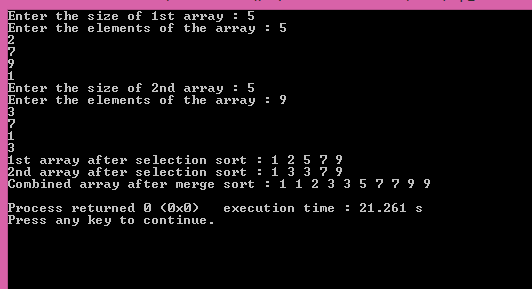 Enter the size of 1st array : 5
Enter the elements of the array : 5
2
7
9
1
Enter the size of 2nd array : 5
Enter the elements of the array : 9
3
7
1
3
1st array after selection sort : 1 2 5 7 9
2nd array after selection sort : 1 3 3 7 9
Combined array after merge sort : 1 1 2 3 3 5 7 7 9 9
Process returned 0 (0x0)   execution time : 21.261 s
Press any key to continue.